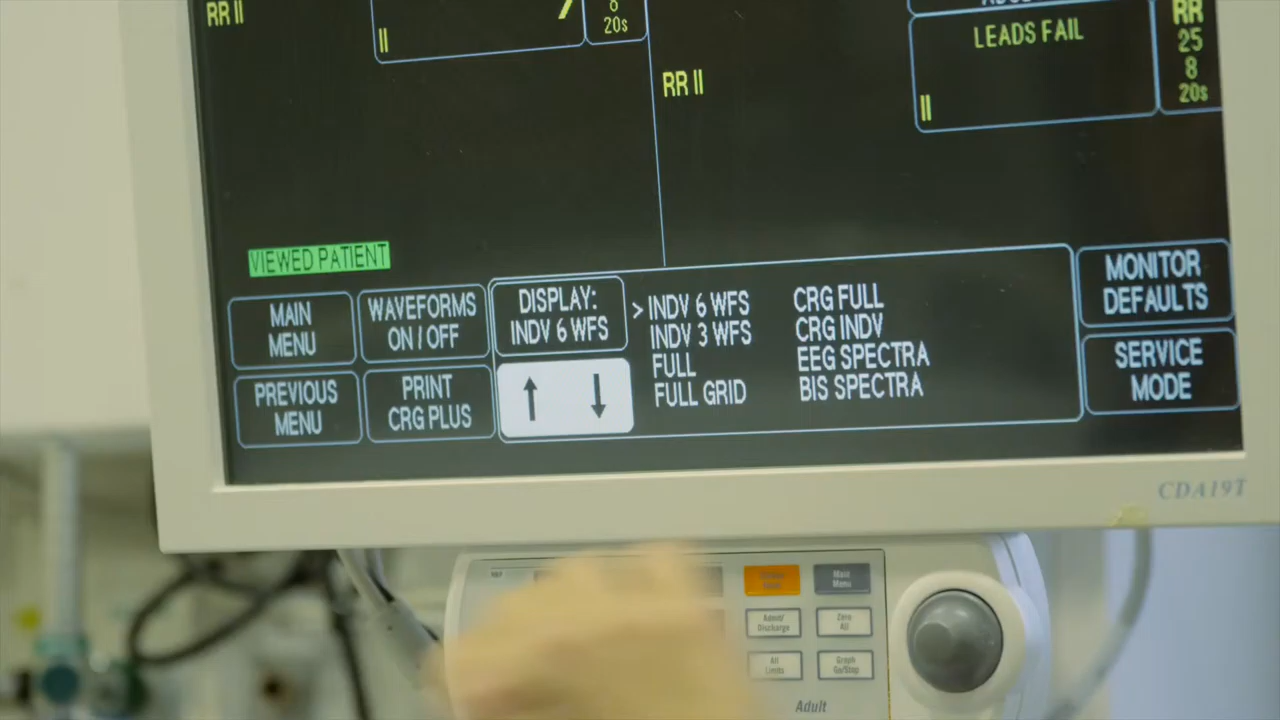 RR II
II
8
20s
RR II
LEADS FAIL
II
RR
25
8
20s
VIEWED PATIENT
MAIN
MENU
WAVEFORMS
ON / OFF
DISPLAY:
INDV 6 WFS
>INDV 6 WFS
INDV 3 WFS
FULL
FULL GRID
CRG FULL
CRG INDV
EEG SPECTRA
BIS SPECTRA
MONITOR
DEFAULTS
PREVIOUS
MENU
PRINT
CRG PLUS
↑ ↓
SERVICE
MODE
CDA19T
Main
Menu
Admit/
Discharge
Zero
All
All
Limits
Graph
Go/Stop
Adult